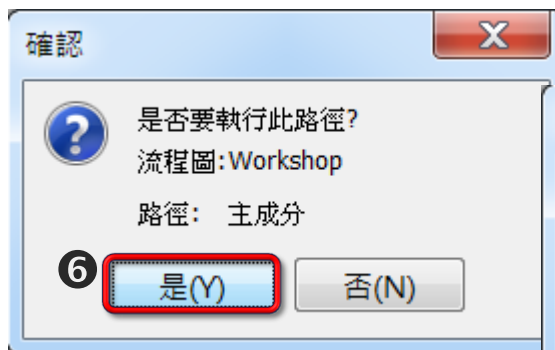 確認
是否要執行此路徑?
流程圖:Workshop
路徑: 主成分
❻ 是(Y) 否(N)